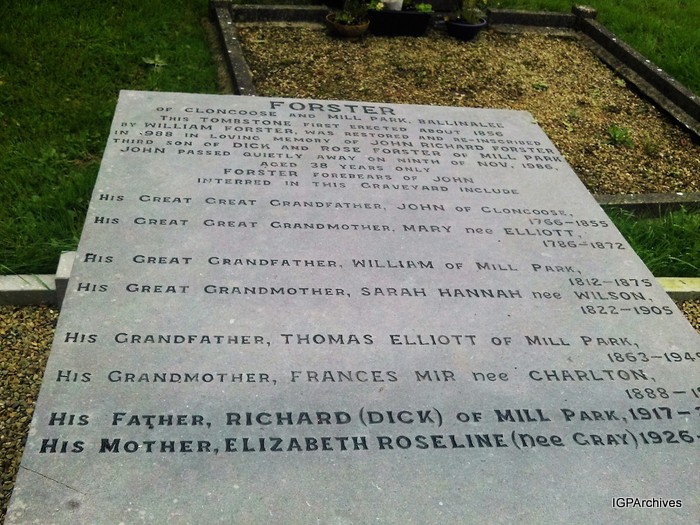 FORSTER
OF CLONCOOSE AND MILL PARK, BALLINALEE
THIS TOMBSTONE FIRST ERECTED ABOUT 1856
BY WILLIAM FORSTER, WAS RESTORED AND RE-INSCRIBED
IN 1988 IN LOVING MEMORY OF JOHN RICHARD FORSTER
THIRD SON OF DICK AND ROSE FORSTER OF MILL PARK
JOHN PASSED QUIETLY AWAY ON NINTH OF NOV, 1986,
AGED 38 YEARS ONLY
FORSTER FOREBEARS OF JOHN
INTERRED IN THIS GRAVEYARD INCLUDE
HIS GREAT GREAT GRANDFATHER, JOHN OF CLONCOOSE,
1766-1855
HIS GREAT GREAT GRANDMOTHER, MARY nee ELLIOTT,
1786-1872
HIS GREAT GRANDFATHER, WILLIAM OF MILL PARK,
1812-1875
HIS GREAT GRANDMOTHER, SARAH HANNAH nee WILSON,
1822-1905
HIS GRANDFATHER, THOMAS ELLIOTT OF MILL PARK,
1863-194
HIS GRANDMOTHER, FRANCES MIR nee CHARLTON,
1888-1
HIS FATHER, RICHARD (DICK) OF MILL PARK, 1917-
HIS MOTHER, ELIZABETH ROSELINE (nee GRAY) 1926-
IGPArchives